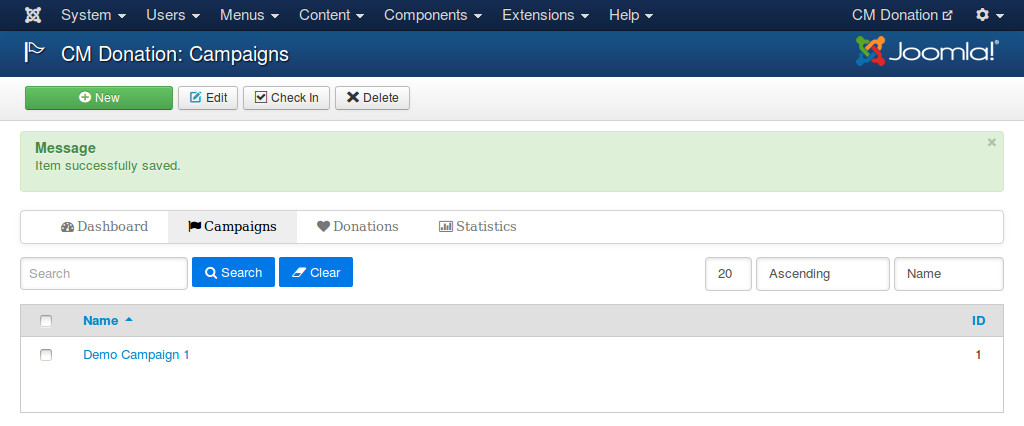 System Users Menus Content Components Extensions Help CM Donation
CM Donation: Campaigns Joomla!®
New Edit Check In Delete
Message ×
Item successfully saved.
Dashboard Campaigns Donations Statistics
Search Search Clear 20 Ascending Name
Name ID
Demo Campaign 1 1